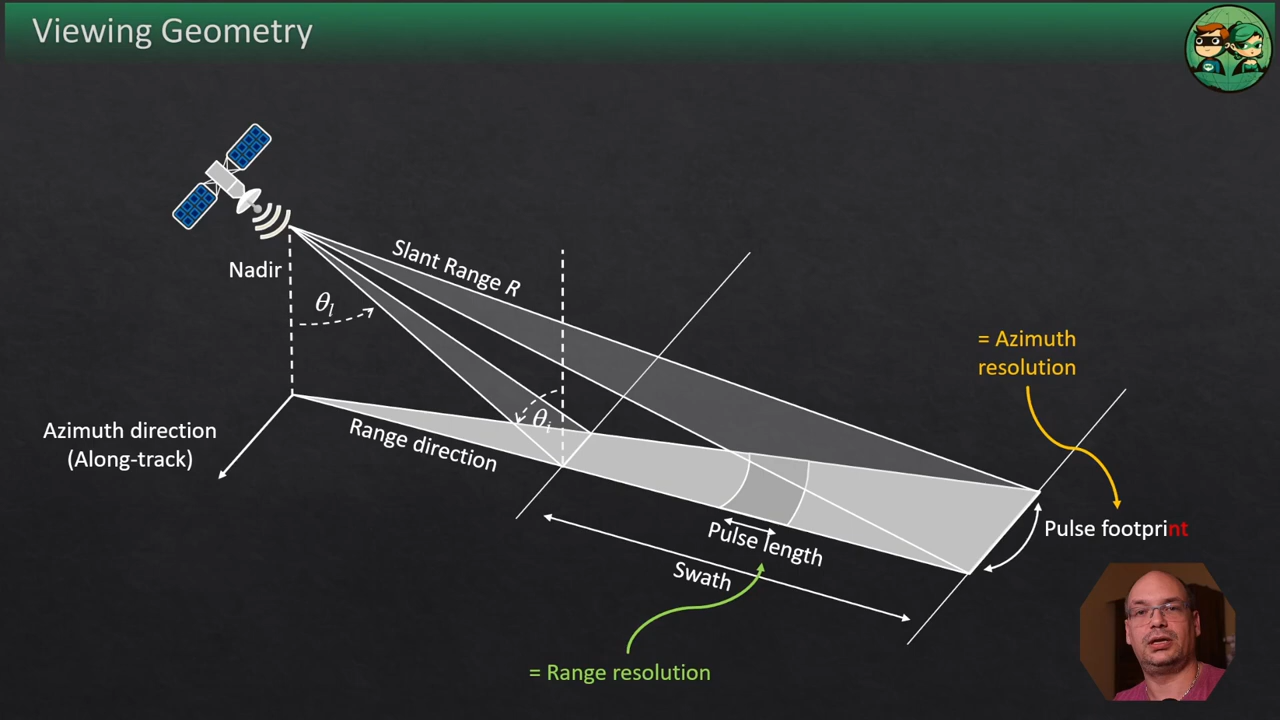 Viewing Geometry
Nadir
θl
Slant Range R
θi
Azimuth direction
(Along-track)
Range direction
= Azimuth
resolution
Pulse footprint
Pulse length
Swath
= Range resolution